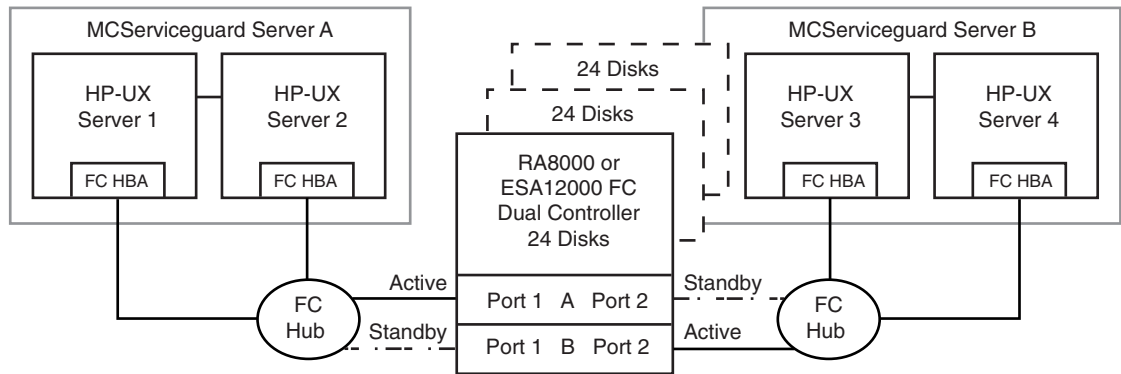 MCServiceguard Server A
HP-UX
Server 1
FC HBA
HP-UX
Server 2
FC HBA
24 Disks
24 Disks
RA8000 or
ESA12000 FC
Dual Controller
24 Disks
MCServiceguard Server B
HP-UX
Server 3
FC HBA
HP-UX
Server 4
FC HBA
FC
Hub
Active
Standby
Port 1 A Port 2
Port 1 B Port 2
Standby
Active
FC
Hub